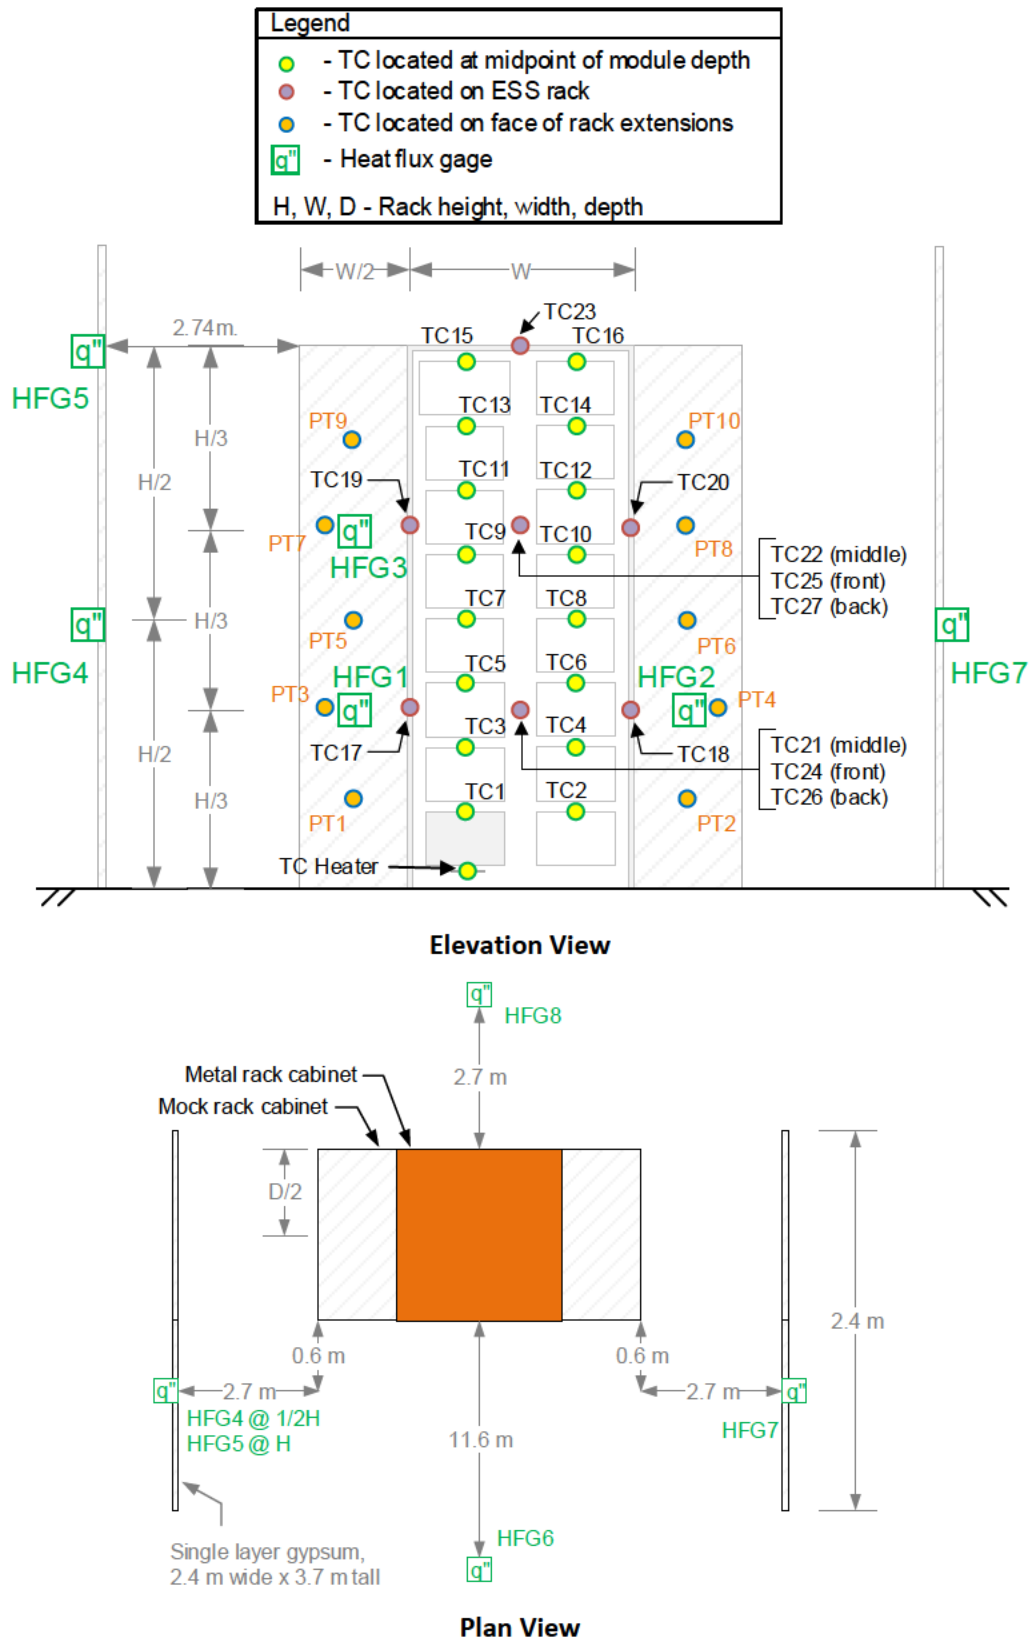 Legend
- TC located at midpoint of module depth
- TC located on ESS rack
- TC located on face of rack extensions
q" - Heat flux gage
H, W, D - Rack height, width, depth
W/2
W
TC23
2.74m.
TC15
TC16
q"
HFG5
TC13
TC14
PT9
PT10
H/3
TC11
TC12
H/2
TC19
TC20
TC9
TC10
PT7
q"
HFG3
PT8
TC22 (middle)
TC25 (front)
TC27 (back)
TC7
TC8
q"
HFG4
H/3
PT5
PT6
q"
HFG7
TC5
TC6
HFG1
HFG2
PT3
q"
q"
PT4
TC3
TC4
TC17
TC18
TC21 (middle)
TC24 (front)
TC26 (back)
H/2
H/3
TC1
TC2
PT1
PT2
TC Heater
Elevation View
q"
HFG8
2.7 m
Metal rack cabinet
Mock rack cabinet
D/2
0.6 m
0.6 m
2.4 m
q"
2.7 m
2.7 m
q"
HFG4 @ 1/2H
HFG5 @ H
HFG7
11.6 m
HFG6
q"
Single layer gypsum,
2.4 m wide x 3.7 m tall
Plan View